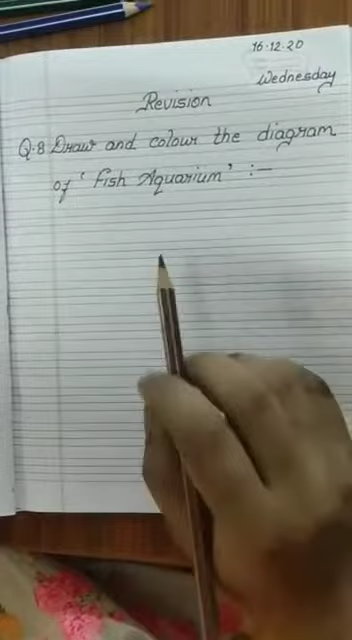 16.12.20
Wednesday
Revision
Q.8 Draw and colour the diagram
of 'Fish Aquarium' :-